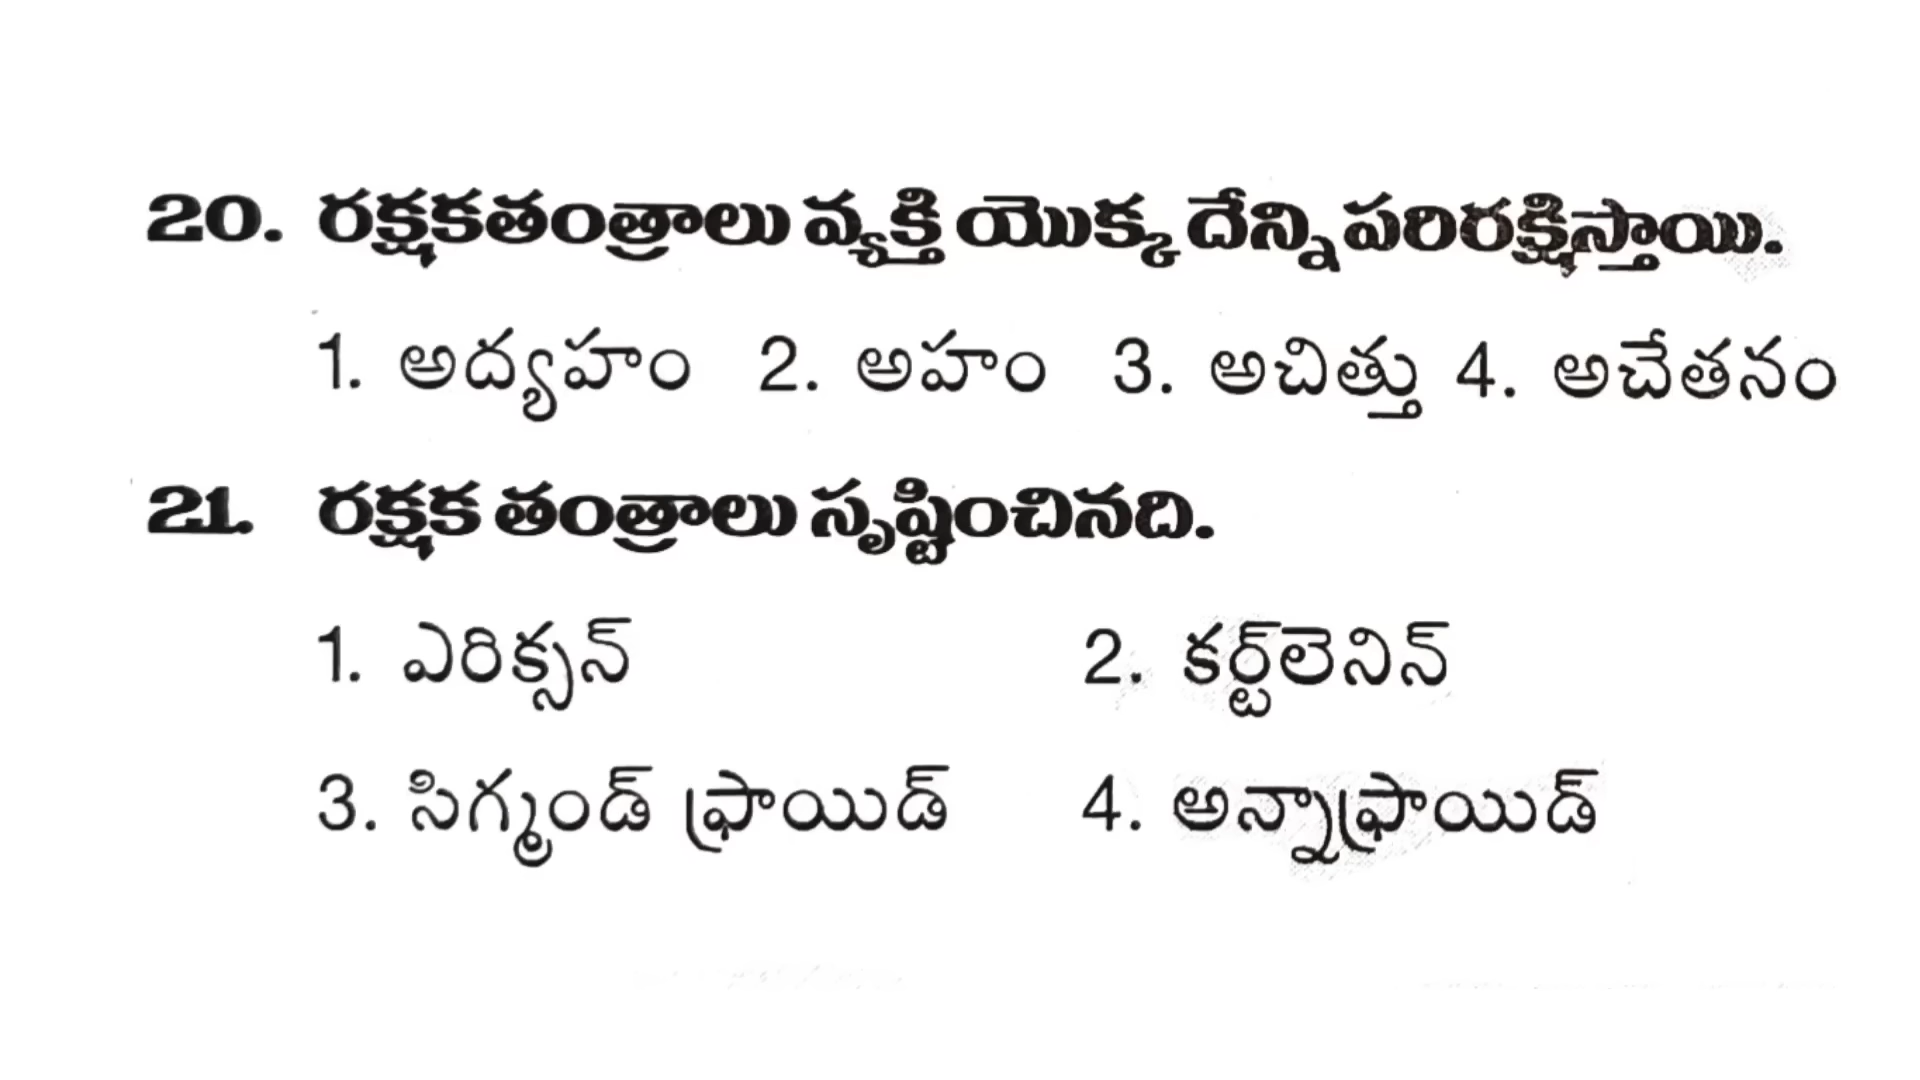 20. రక్షకతంత్రాలు వ్యక్తి యొక్క దేన్ని పరిరక్షిస్తాయి.
1. అద్యహం 2. అహం 3. అచిత్తు 4. అచేతనం
21. రక్షక తంత్రాలు సృష్టించినది.
1. ఎరిక్సన్ 2. కర్ట్‌లెనిన్
3. సిగ్మండ్ ఫ్రాయిడ్ 4. అన్నాఫ్రాయిడ్